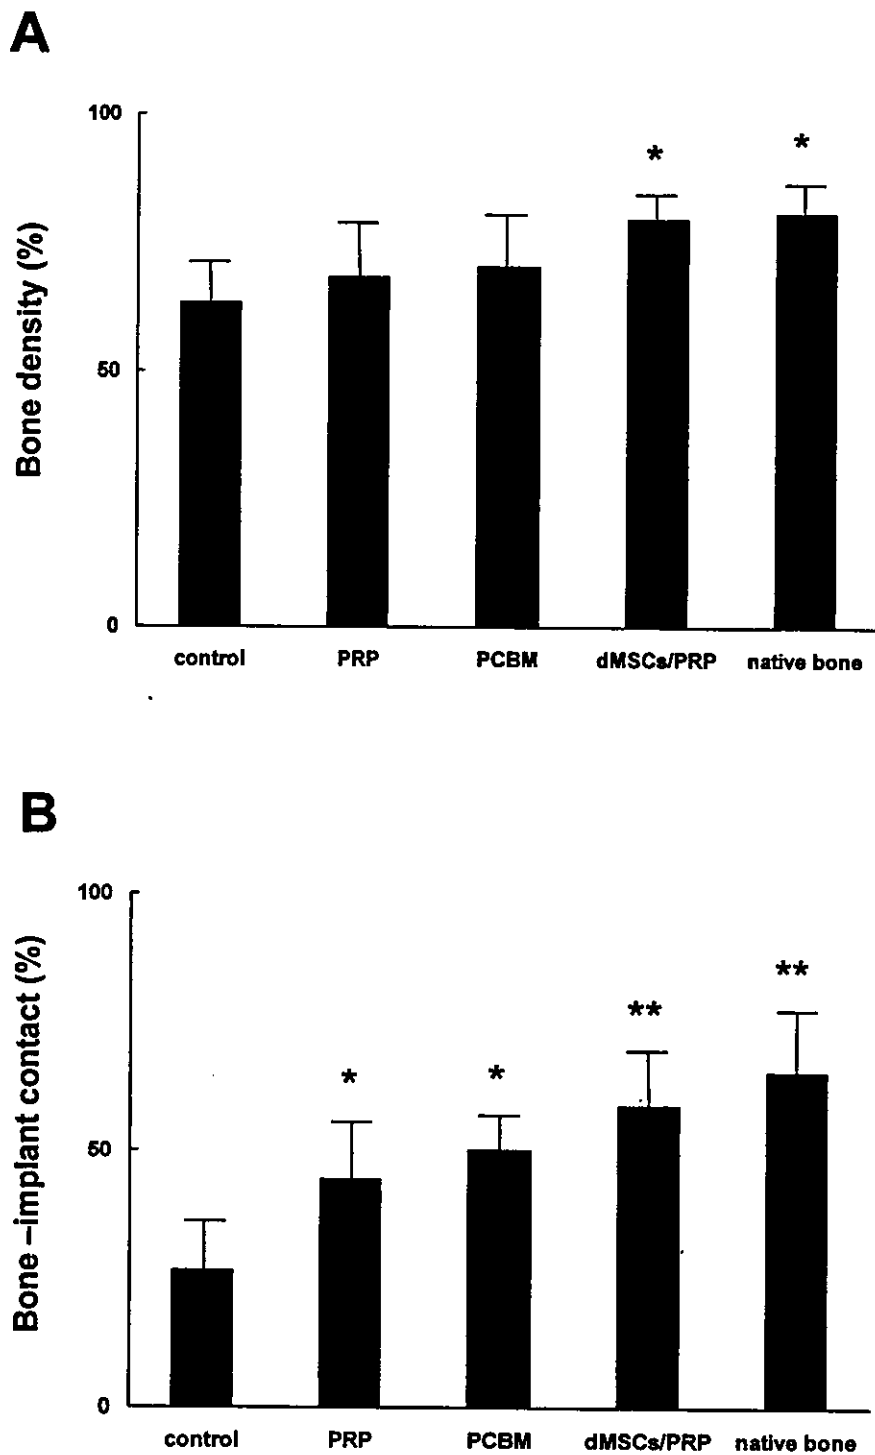 A
100
50
0
Bone density (%)
* *
control PRP PCBM dMSCs/PRP native bone
B
100
50
0
Bone –implant contact (%)
* * ** **
control PRP PCBM dMSCs/PRP native bone